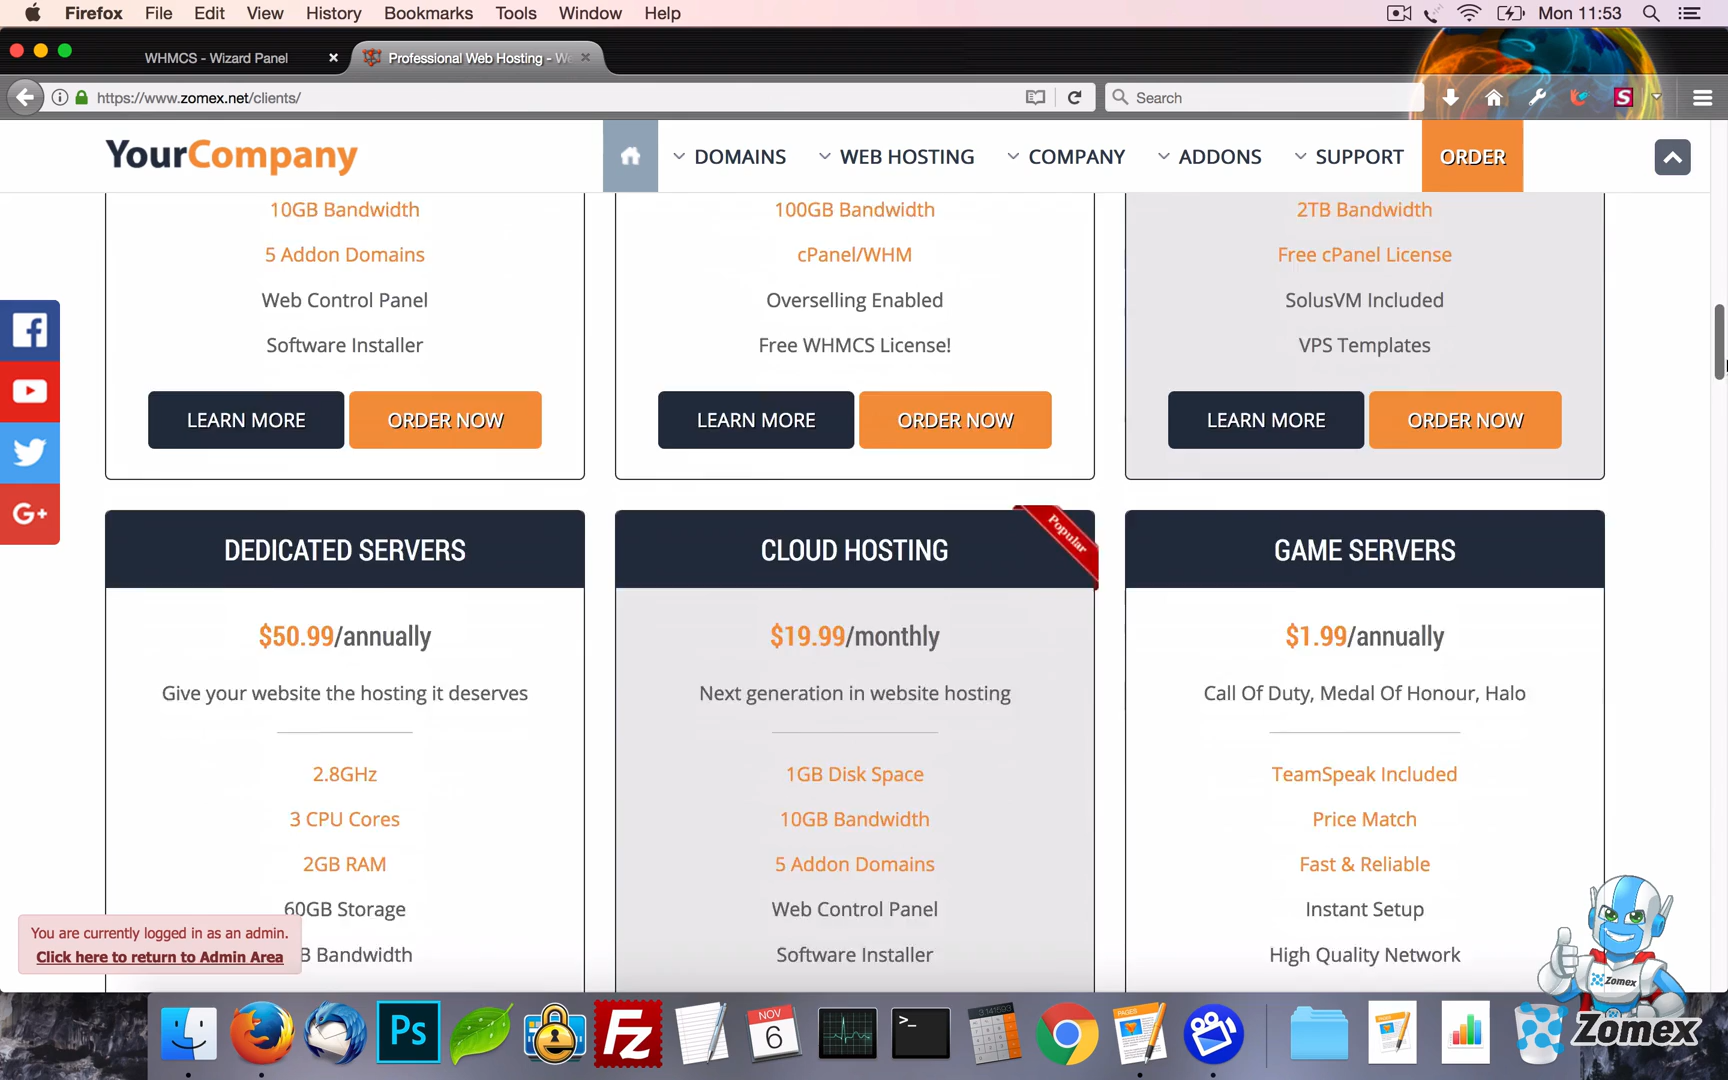 Firefox File Edit View History Bookmarks Tools Window Help Mon 11:53
WHMCS - Wizard Panel
Professional Web Hosting - We
https://www.zomex.net/clients/
Search
YourCompany
DOMAINS
WEB HOSTING
COMPANY
ADDONS
SUPPORT
ORDER
10GB Bandwidth
5 Addon Domains
Web Control Panel
Software Installer
LEARN MORE
ORDER NOW
100GB Bandwidth
cPanel/WHM
Overselling Enabled
Free WHMCS License!
LEARN MORE
ORDER NOW
2TB Bandwidth
Free cPanel License
SolusVM Included
VPS Templates
LEARN MORE
ORDER NOW
G+
DEDICATED SERVERS
$50.99/annually
Give your website the hosting it deserves
2.8GHz
3 CPU Cores
2GB RAM
60GB Storage
B Bandwidth
CLOUD HOSTING
Popular
$19.99/monthly
Next generation in website hosting
1GB Disk Space
10GB Bandwidth
5 Addon Domains
Web Control Panel
Software Installer
GAME SERVERS
$1.99/annually
Call Of Duty, Medal Of Honour, Halo
TeamSpeak Included
Price Match
Fast & Reliable
Instant Setup
High Quality Network
You are currently logged in as an admin.
Click here to return to Admin Area
Zomex
Ps
Fz
NOV
6
>_
3.141593
Zomex